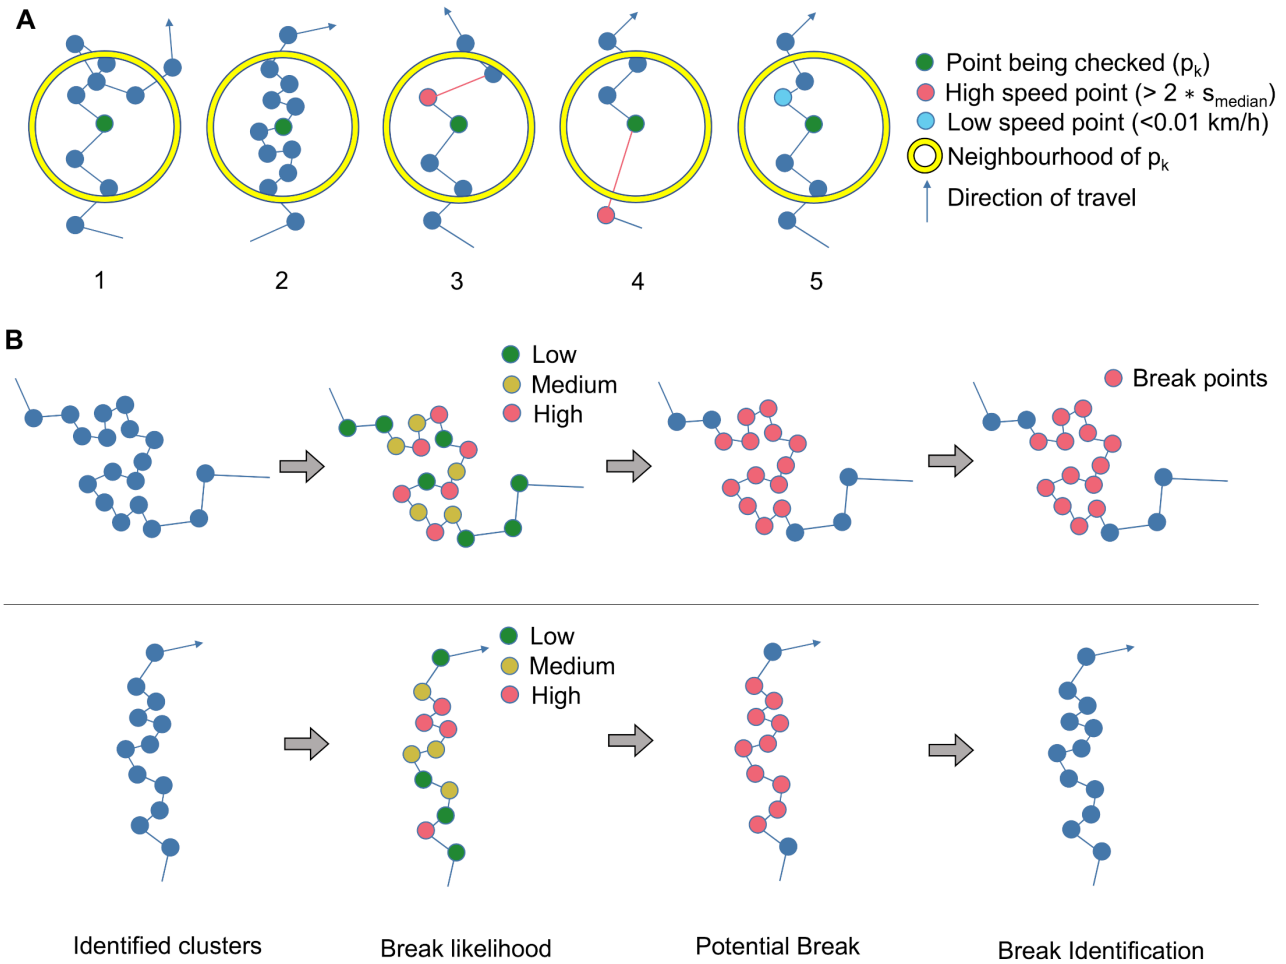 A
Point being checked (pk)
High speed point (> 2 * smedian)
Low speed point (<0.01 km/h)
Neighbourhood of pk
Direction of travel
1 2 3 4 5
B
Low
Medium
High
Break points
Low
Medium
High
Identified clusters
Break likelihood
Potential Break
Break Identification